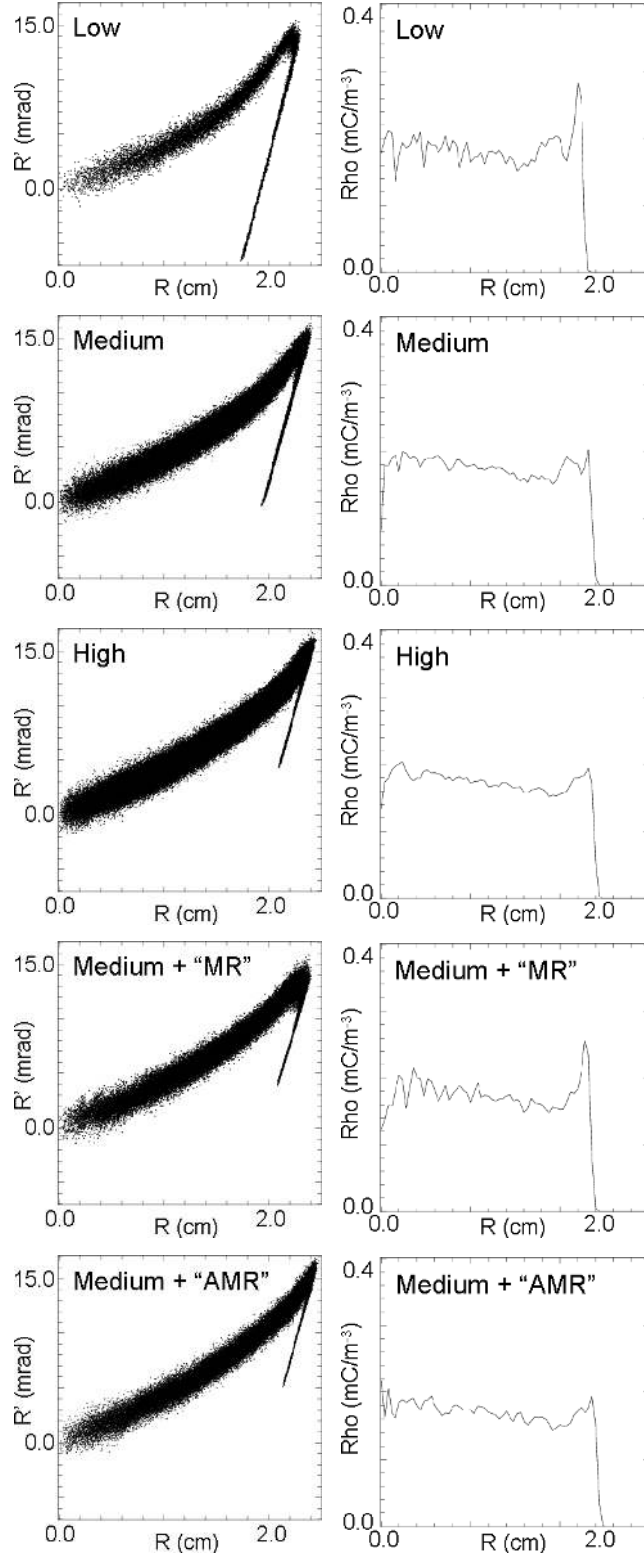 15.0
Low
R' (mrad)
0.0
0.0
R (cm)
2.0
0.4
Low
Rho (mC/m⁻³)
0.0
0.0
R (cm)
2.0
15.0
Medium
R' (mrad)
0.0
0.0
R (cm)
2.0
0.4
Medium
Rho (mC/m⁻³)
0.0
0.0
R (cm)
2.0
15.0
High
R' (mrad)
0.0
0.0
R (cm)
2.0
0.4
High
Rho (mC/m⁻³)
0.0
0.0
R (cm)
2.0
15.0
Medium + “MR”
R' (mrad)
0.0
0.0
R (cm)
2.0
0.4
Medium + “MR”
Rho (mC/m⁻³)
0.0
0.0
R (cm)
2.0
15.0
Medium + “AMR”
R' (mrad)
0.0
0.0
R (cm)
2.0
0.4
Medium + “AMR”
Rho (mC/m⁻³)
0.0
0.0
R (cm)
2.0